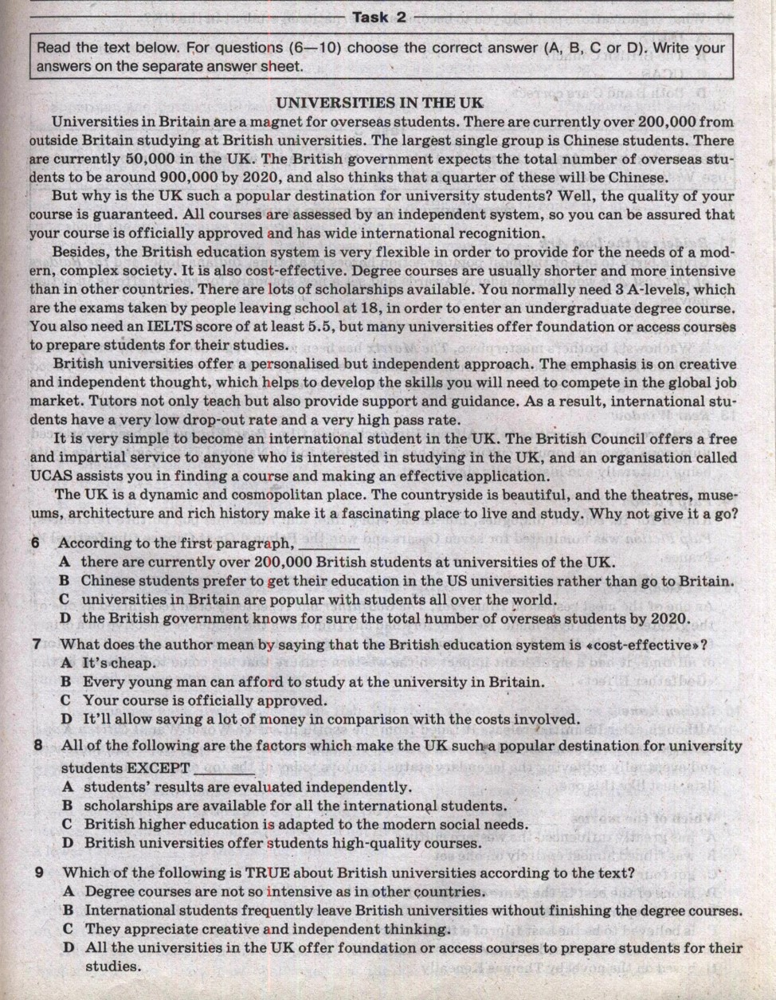 Task 2
Read the text below. For questions (6—10) choose the correct answer (A, B, C or D). Write your
answers on the separate answer sheet.
UNIVERSITIES IN THE UK
Universities in Britain are a magnet for overseas students. There are currently over 200,000 from
outside Britain studying at British universities. The largest single group is Chinese students. There
are currently 50,000 in the UK. The British government expects the total number of overseas stu-
dents to be around 900,000 by 2020, and also thinks that a quarter of these will be Chinese.
But why is the UK such a popular destination for university students? Well, the quality of your
course is guaranteed. All courses are assessed by an independent system, so you can be assured that
your course is officially approved and has wide international recognition.
Besides, the British education system is very flexible in order to provide for the needs of a mod-
ern, complex society. It is also cost-effective. Degree courses are usually shorter and more intensive
than in other countries. There are lots of scholarships available. You normally need 3 A-levels, which
are the exams taken by people leaving school at 18, in order to enter an undergraduate degree course.
You also need an IELTS score of at least 5.5, but many universities offer foundation or access courses
to prepare students for their studies.
British universities offer a personalised but independent approach. The emphasis is on creative
and independent thought, which helps to develop the skills you will need to compete in the global job
market. Tutors not only teach but also provide support and guidance. As a result, international stu-
dents have a very low drop-out rate and a very high pass rate.
It is very simple to become an international student in the UK. The British Council offers a free
and impartial service to anyone who is interested in studying in the UK, and an organisation called
UCAS assists you in finding a course and making an effective application.
The UK is a dynamic and cosmopolitan place. The countryside is beautiful, and the theatres, muse-
ums, architecture and rich history make it a fascinating place to live and study. Why not give it a go?
6 According to the first paragraph, ________
A there are currently over 200,000 British students at universities of the UK.
B Chinese students prefer to get their education in the US universities rather than go to Britain.
C universities in Britain are popular with students all over the world.
D the British government knows for sure the total number of overseas students by 2020.
7 What does the author mean by saying that the British education system is «cost-effective»?
A It's cheap.
B Every young man can afford to study at the university in Britain.
C Your course is officially approved.
D It'll allow saving a lot of money in comparison with the costs involved.
8 All of the following are the factors which make the UK such a popular destination for university
students EXCEPT ________
A students' results are evaluated independently.
B scholarships are available for all the international students.
C British higher education is adapted to the modern social needs.
D British universities offer students high-quality courses.
9 Which of the following is TRUE about British universities according to the text?
A Degree courses are not so intensive as in other countries.
B International students frequently leave British universities without finishing the degree courses.
C They appreciate creative and independent thinking.
D All the universities in the UK offer foundation or access courses to prepare students for their
studies.